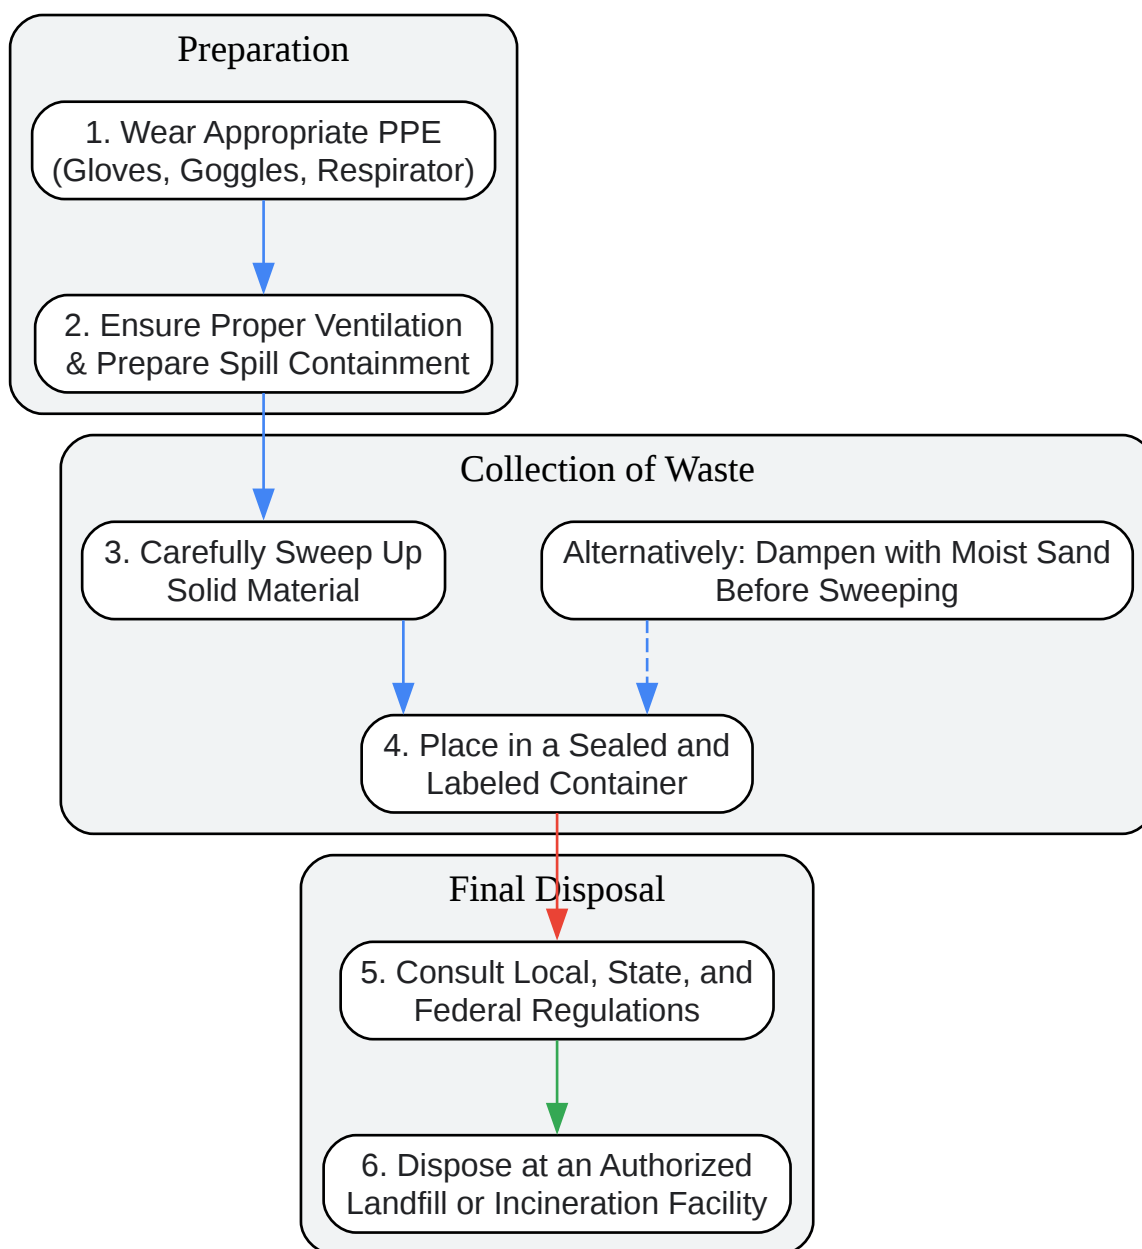 Preparation
1. Wear Appropriate PPE
(Gloves, Goggles, Respirator)
2. Ensure Proper Ventilation
& Prepare Spill Containment
Collection of Waste
3. Carefully Sweep Up
Solid Material
Alternatively: Dampen with Moist Sand
Before Sweeping
4. Place in a Sealed and
Labeled Container
Final Disposal
5. Consult Local, State, and
Federal Regulations
6. Dispose at an Authorized
Landfill or Incineration Facility